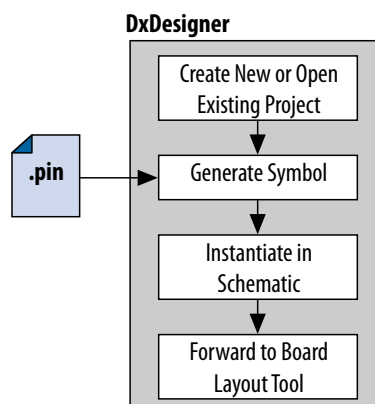 DxDesigner
Create New or Open
Existing Project
.pin
Generate Symbol
Instantiate in
Schematic
Forward to Board
Layout Tool